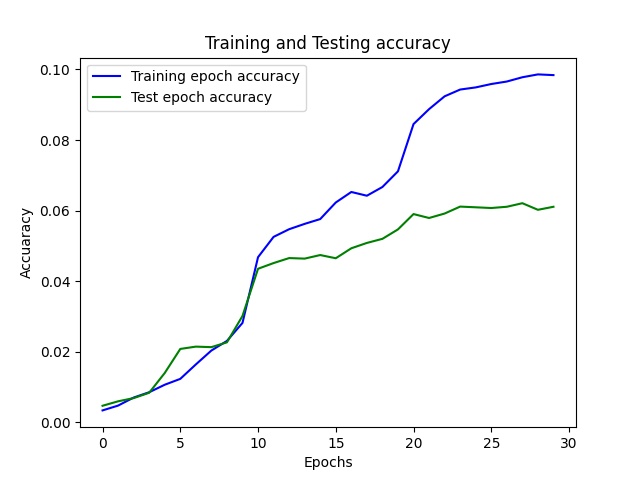 Training and Testing accuracy
Training epoch accuracy
Test epoch accuracy
0.10
0.08
0.06
0.04
0.02
0.00
Accuaracy
0 5 10 15 20 25 30
Epochs